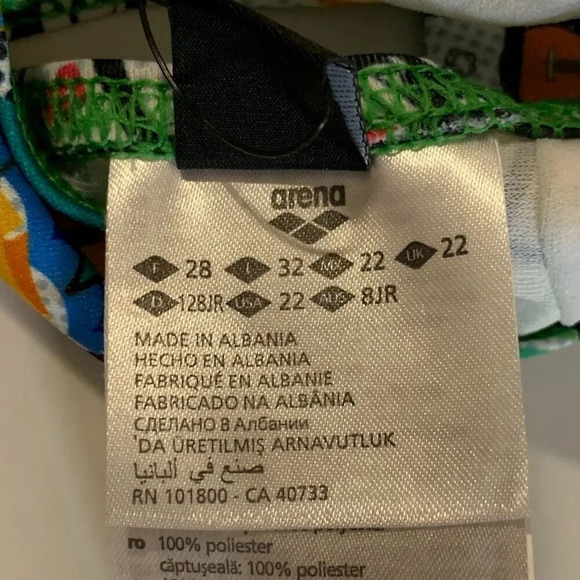 arena
F 28 I 32 22 UK 22
D 128JR USA 22 AUS 8JR
MADE IN ALBANIA
HECHO EN ALBANIA
FABRIQUÉ EN ALBANIE
FABRICADO NA ALBÂNIA
СДЕЛАНО В Албании
'DA ÜRETILMIŞ ARNAVUTLUK
صنع في ألبانيا
RN 101800 - CA 40733
ro 100% poliester
căptuşeală: 100% poliester